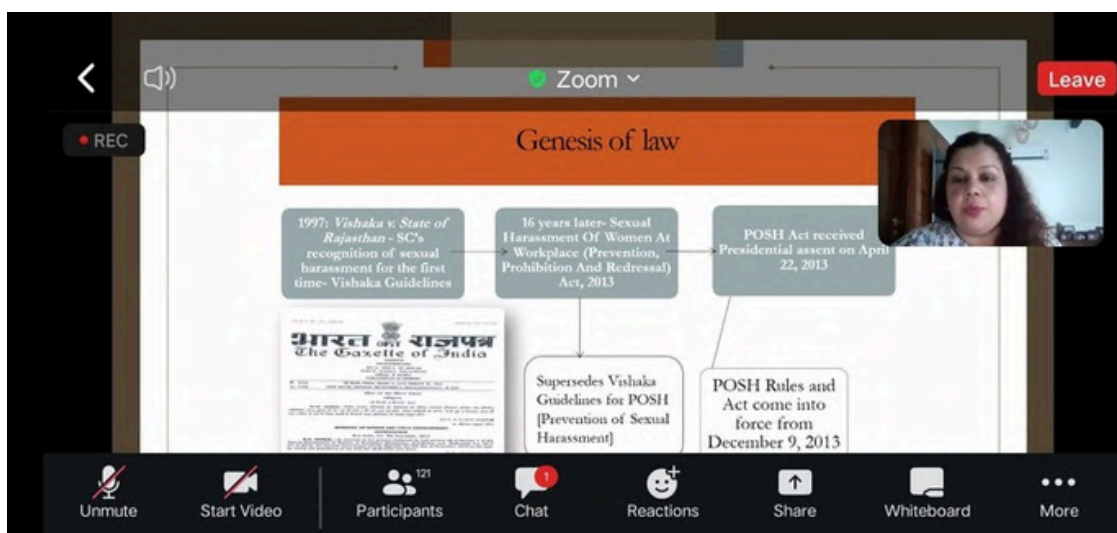 Zoom
Leave
REC
Genesis of law
1997: Vishaka v. State of
Rajasthan - SC's
recognition of sexual
harassment for the first
time- Vishaka Guidelines
16 years later- Sexual
Harassment Of Women At
Workplace (Prevention,
Prohibition And Redressal)
Act, 2013
POSH Act received
Presidential assent on April
22, 2013
भारत का राजपत्र
The Gazette of India
Supersedes Vishaka
Guidelines for POSH
[Prevention of Sexual
Harassment]
POSH Rules and
Act come into
force from
December 9, 2013
121
1
Unmute
Start Video
Participants
Chat
Reactions
Share
Whiteboard
More